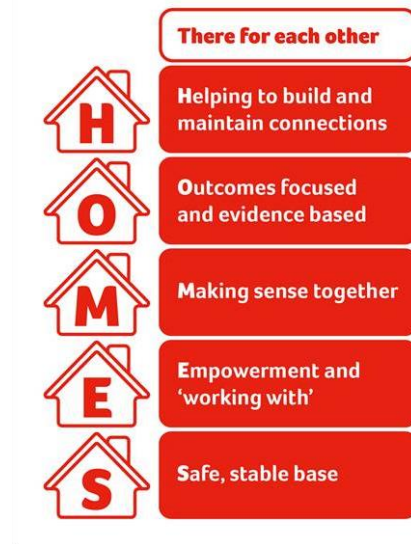 There for each other
H
Helping to build and
maintain connections
O
Outcomes focused
and evidence based
M
Making sense together
E
Empowerment and
‘working with’
S
Safe, stable base